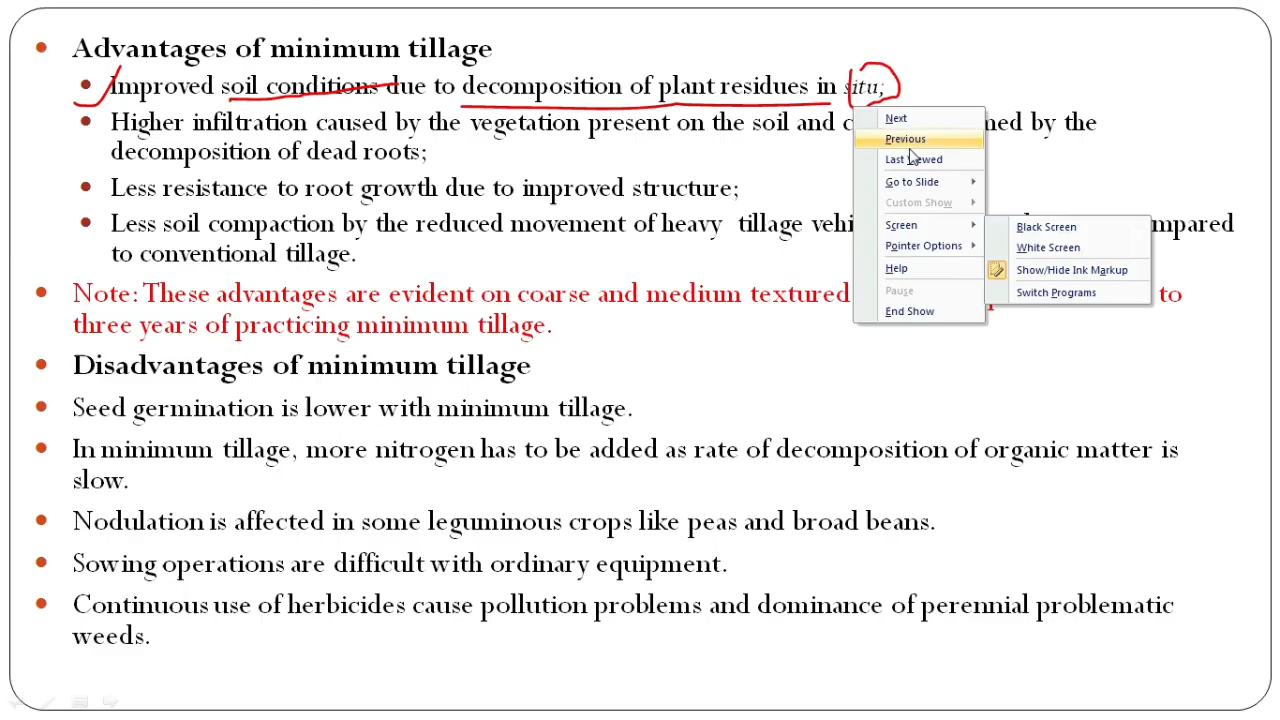 Advantages of minimum tillage
Improved soil conditions due to decomposition of plant residues in situ;
Higher infiltration caused by the vegetation present on the soil and c med by the
decomposition of dead roots;
Less resistance to root growth due to improved structure;
Less soil compaction by the reduced movement of heavy tillage vehi mpared
to conventional tillage.
Note: These advantages are evident on coarse and medium textured to
three years of practicing minimum tillage.
Disadvantages of minimum tillage
Seed germination is lower with minimum tillage.
In minimum tillage, more nitrogen has to be added as rate of decomposition of organic matter is
slow.
Nodulation is affected in some leguminous crops like peas and broad beans.
Sowing operations are difficult with ordinary equipment.
Continuous use of herbicides cause pollution problems and dominance of perennial problematic
weeds.
Next
Previous
Last Viewed
Go to Slide
Custom Show
Screen
Pointer Options
Help
Pause
End Show
Black Screen
White Screen
Show/Hide Ink Markup
Switch Programs